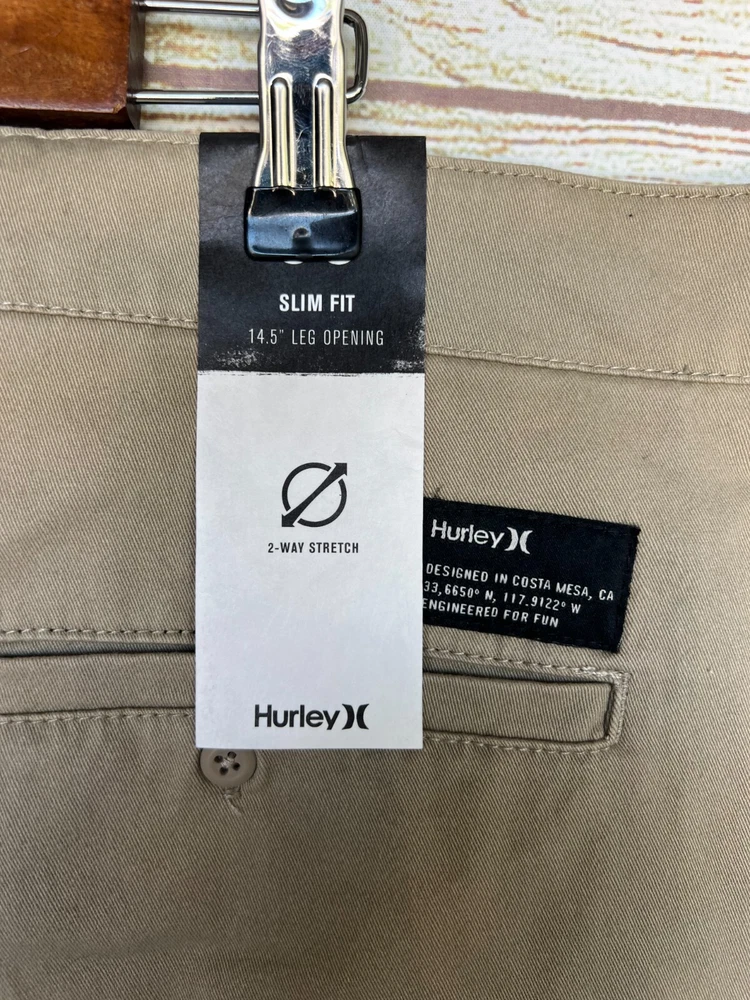 SLIM FIT
14.5" LEG OPENING
2-WAY STRETCH
Hurley
Hurley
DESIGNED IN COSTA MESA, CA
33,6650° N, 117.9122° W
ENGINEERED FOR FUN